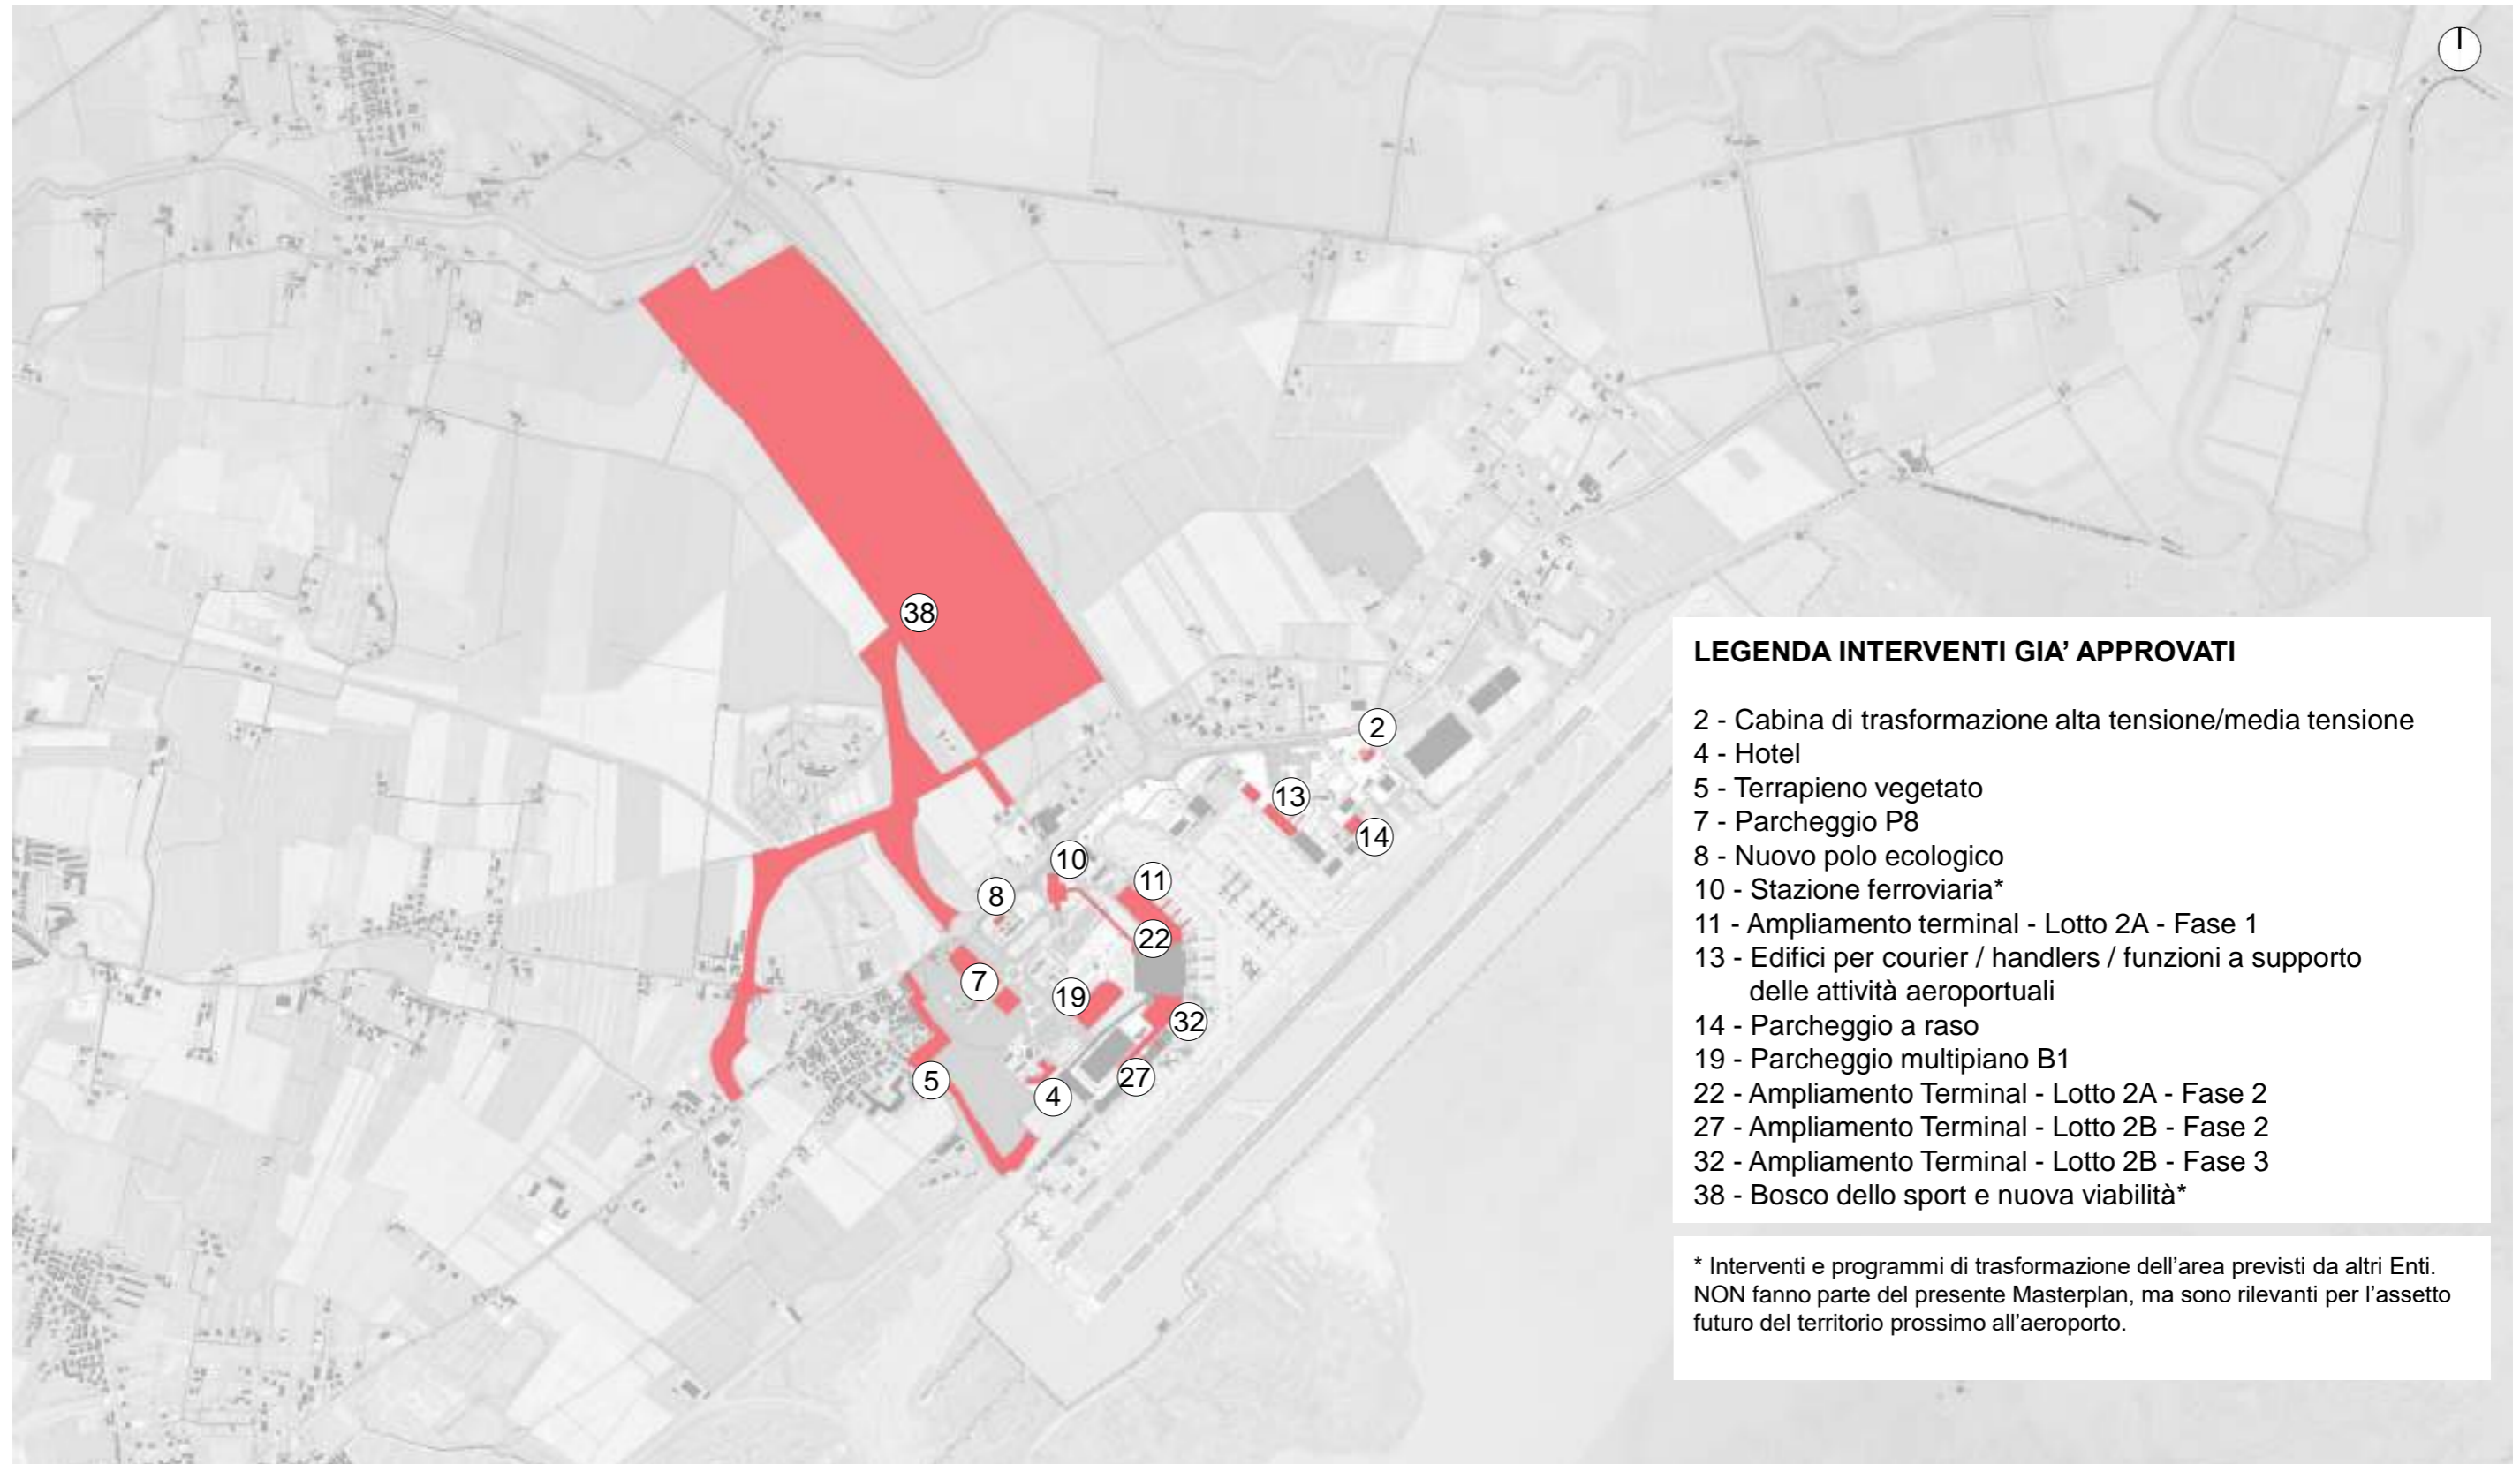 38
2
13
14
10
11
8
22
7
19
32
5
4
27
LEGENDA INTERVENTI GIA' APPROVATI
2 - Cabina di trasformazione alta tensione/media tensione
4 - Hotel
5 - Terrapieno vegetato
7 - Parcheggio P8
8 - Nuovo polo ecologico
10 - Stazione ferroviaria*
11 - Ampliamento terminal - Lotto 2A - Fase 1
13 - Edifici per courier / handlers / funzioni a supporto
delle attività aeroportuali
14 - Parcheggio a raso
19 - Parcheggio multipiano B1
22 - Ampliamento Terminal - Lotto 2A - Fase 2
27 - Ampliamento Terminal - Lotto 2B - Fase 2
32 - Ampliamento Terminal - Lotto 2B - Fase 3
38 - Bosco dello sport e nuova viabilità*
* Interventi e programmi di trasformazione dell'area previsti da altri Enti.
NON fanno parte del presente Masterplan, ma sono rilevanti per l'assetto
futuro del territorio prossimo all'aeroporto.